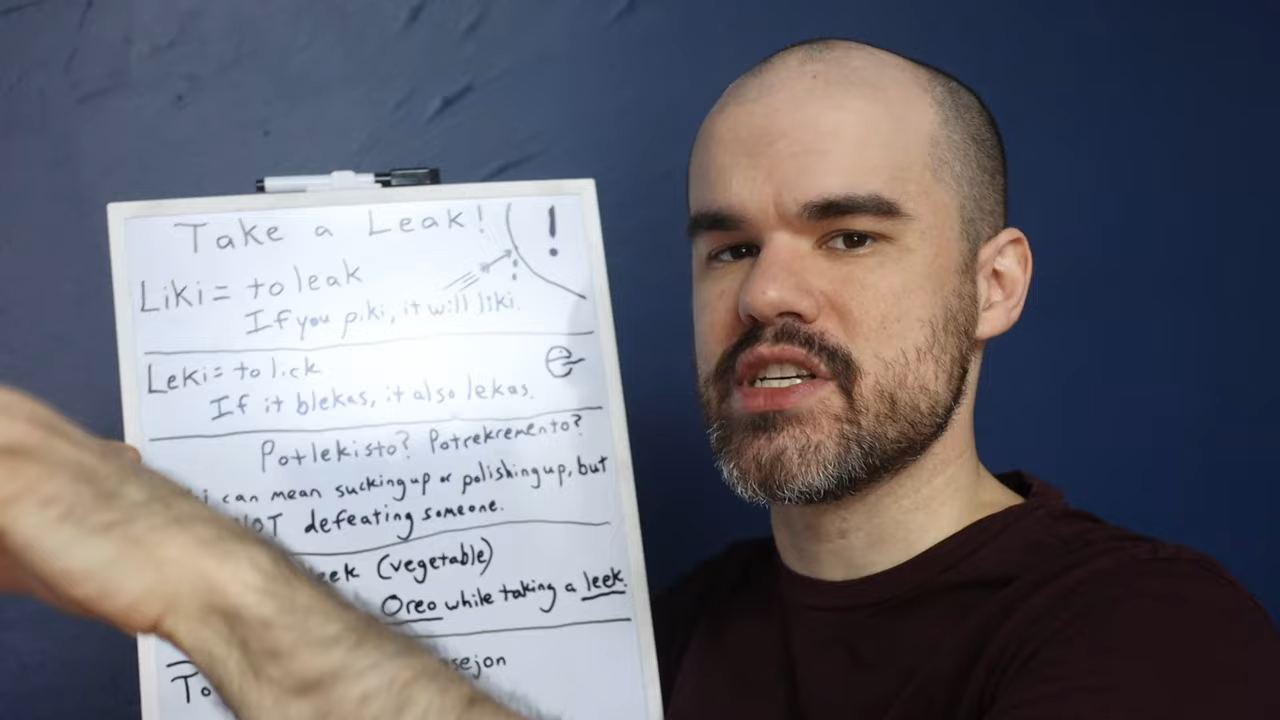 Take a Leak!
!
Liki = to leak
If you piki, it will liki.
Leki = to lick
If it blekas, it also lekas.
Potlekisto? Potrekremento?
can mean sucking up or polishing up, but
NOT defeating someone.
(vegetable)
Oreo while taking a leek.